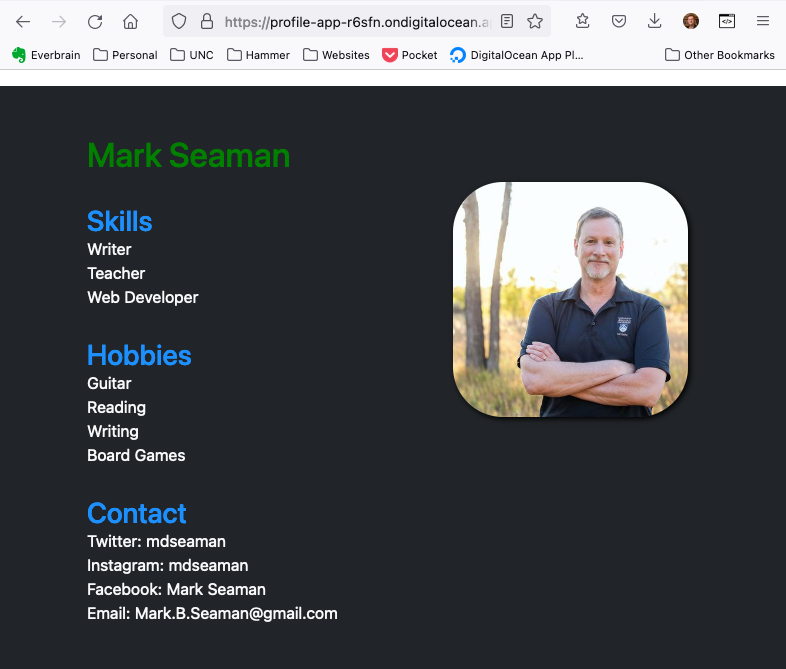 https://profile-app-r6sfn.ondigitalocean.a
Everbrain Personal UNC Hammer Websites Pocket DigitalOcean App Pl... Other Bookmarks
Mark Seaman
Skills
Writer
Teacher
Web Developer
Hobbies
Guitar
Reading
Writing
Board Games
Contact
Twitter: mdseaman
Instagram: mdseaman
Facebook: Mark Seaman
Email: Mark.B.Seaman@gmail.com